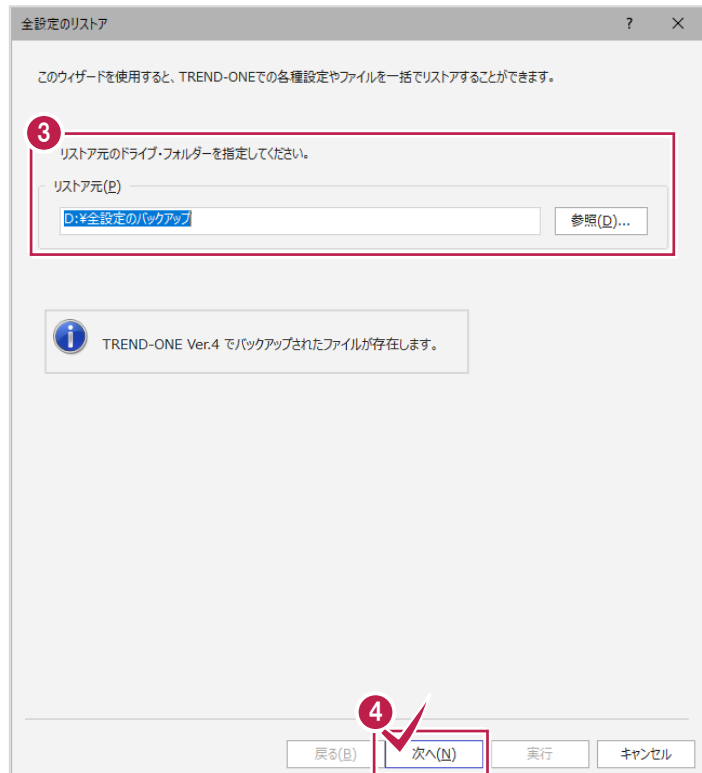 全設定のリストア ? ×
このウィザードを使用すると、TREND-ONEでの各種設定やファイルを一括でリストアすることができます。
3
リストア元のドライブ・フォルダーを指定してください。
リストア元(P)
D:¥全設定のバックアップ 参照(D)...
TREND-ONE Ver.4 でバックアップされたファイルが存在します。
4
戻る(B) 次へ(N) 実行 キャンセル